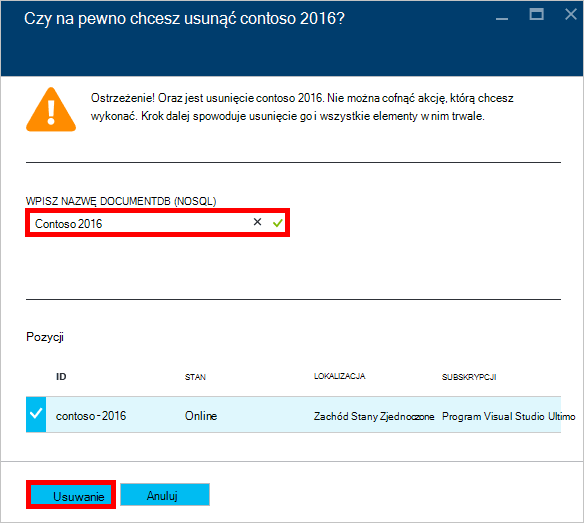 Czy na pewno chcesz usunąć contoso 2016?
Ostrzeżenie! Oraz jest usunięcie contoso 2016. Nie można cofnąć akcję, którą chcesz
wykonać. Krok dalej spowoduje usunięcie go i wszystkie elementy w nim trwale.
WPISZ NAZWĘ DOCUMENTDB (NOSQL)
Contoso 2016
Pozycji
ID STAN LOKALIZACJA SUBSKRYPCJI
contoso-2016 Online Zachód Stany Zjednoczone Program Visual Studio Ultimo
Usuwanie Anuluj